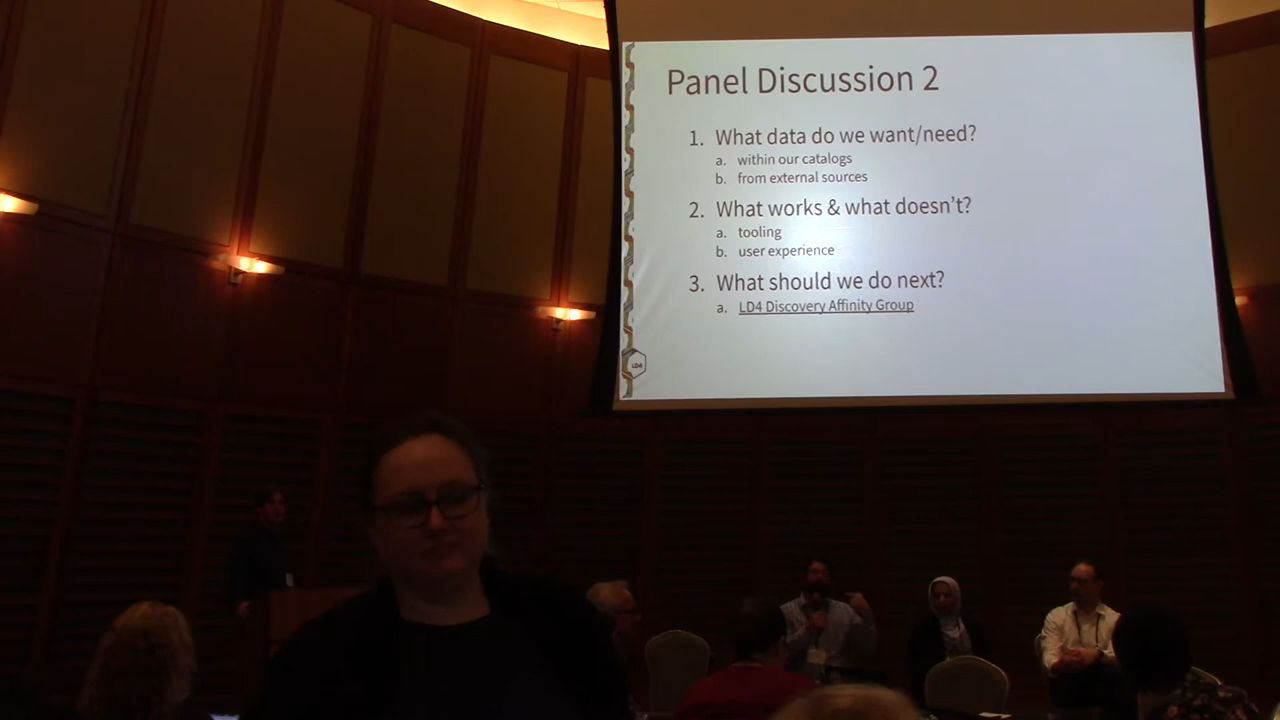 Panel Discussion 2
1. What data do we want/need?
a. within our catalogs
b. from external sources
2. What works & what doesn't?
a. tooling
b. user experience
3. What should we do next?
a. LD4 Discovery Affinity Group
LD4